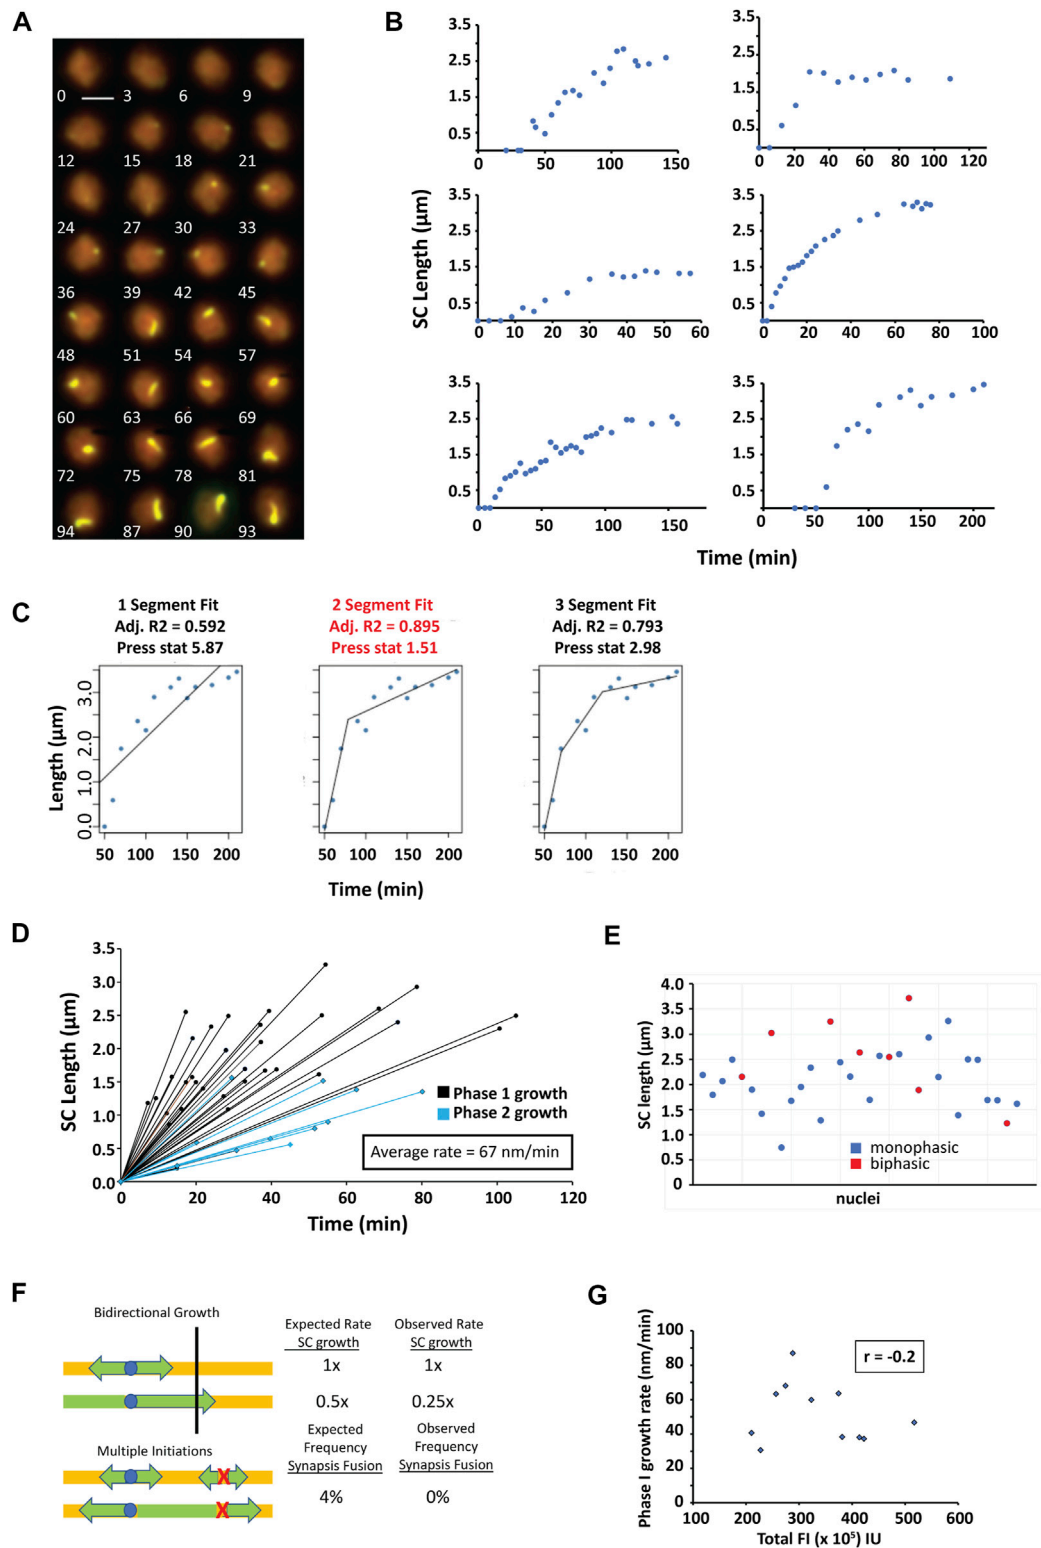 A
0 3 6 9
12 15 18 21
24 27 30 33
36 39 42 45
48 51 54 57
60 63 66 69
72 75 78 81
94 87 90 93
B
SC Length (µm)
3.5
2.5
1.5
0.5
0 50 100 150
3.5
2.5
1.5
0.5
0 20 40 60 80 100 120
3.5
2.5
1.5
0.5
0 10 20 30 40 50 60
3.5
2.5
1.5
0.5
0 20 40 60 80 100
3.5
2.5
1.5
0.5
0 50 100 150
3.5
2.5
1.5
0.5
0 50 100 150 200
Time (min)
C
1 Segment Fit
Adj. R2 = 0.592
Press stat 5.87
2 Segment Fit
Adj. R2 = 0.895
Press stat 1.51
3 Segment Fit
Adj. R2 = 0.793
Press stat 2.98
Length (µm)
3.0
2.0
1.0
0.0
50 100 150 200
50 100 150 200
50 100 150 200
Time (min)
D
SC Length (µm)
3.5
3.0
2.5
2.0
1.5
1.0
0.5
0.0
0 20 40 60 80 100 120
Phase 1 growth
Phase 2 growth
Average rate = 67 nm/min
Time (min)
E
SC length (µm)
4.0
3.5
3.0
2.5
2.0
1.5
1.0
0.5
0
monophasic
biphasic
nuclei
F
Bidirectional Growth
Expected Rate
SC growth
1x
0.5x
Observed Rate
SC growth
1x
0.25x
Multiple Initiations
X
X
Expected
Frequency
Synapsis Fusion
4%
Observed
Frequency
Synapsis Fusion
0%
G
Phase I growth rate (nm/min)
100
80
60
40
20
0
r = -0.2
100 200 300 400 500 600
Total FI (x 10⁵) IU